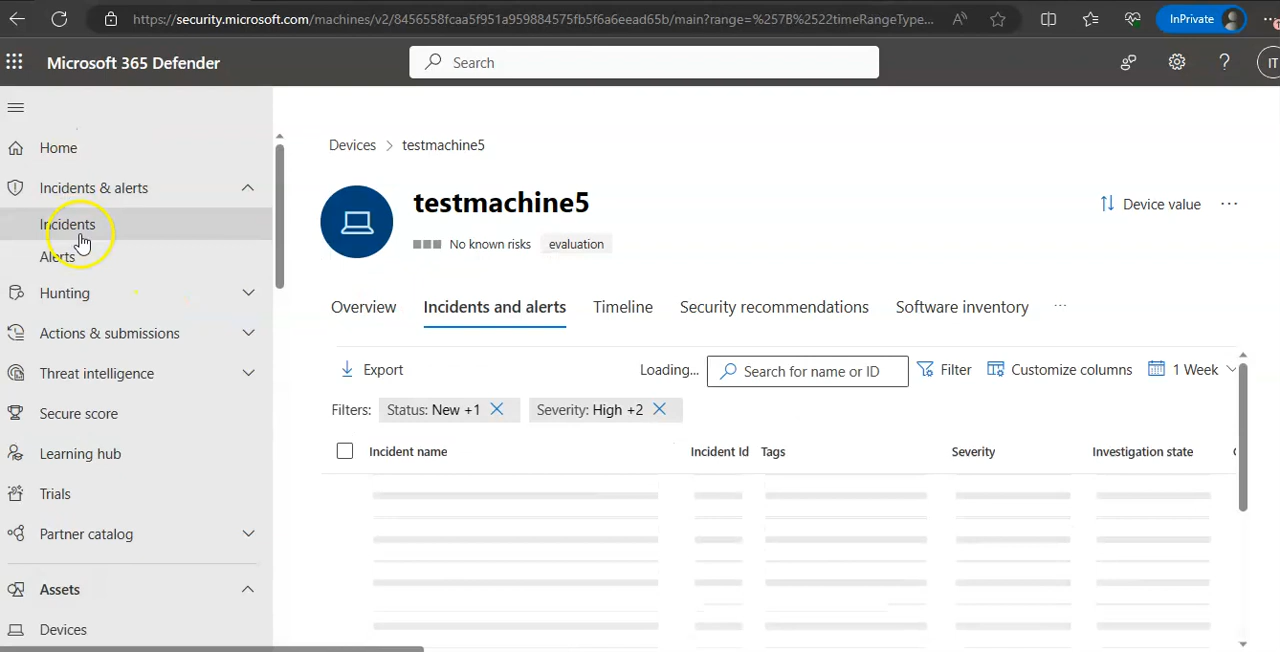 https://security.microsoft.com/machines/v2/8456558fcaa5f951a959884575fb5f6a6eead65b/main?range=%257B%2522timeRangeType...
InPrivate
Microsoft 365 Defender
Search
IT
Home
Incidents & alerts
Incidents
Alerts
Hunting
Actions & submissions
Threat intelligence
Secure score
Learning hub
Trials
Partner catalog
Assets
Devices
Devices > testmachine5
testmachine5
No known risks evaluation
Device value
Overview Incidents and alerts Timeline Security recommendations Software inventory ...
Export Loading... Search for name or ID Filter Customize columns 1 Week
Filters: Status: New +1 Severity: High +2
Incident name Incident Id Tags Severity Investigation state